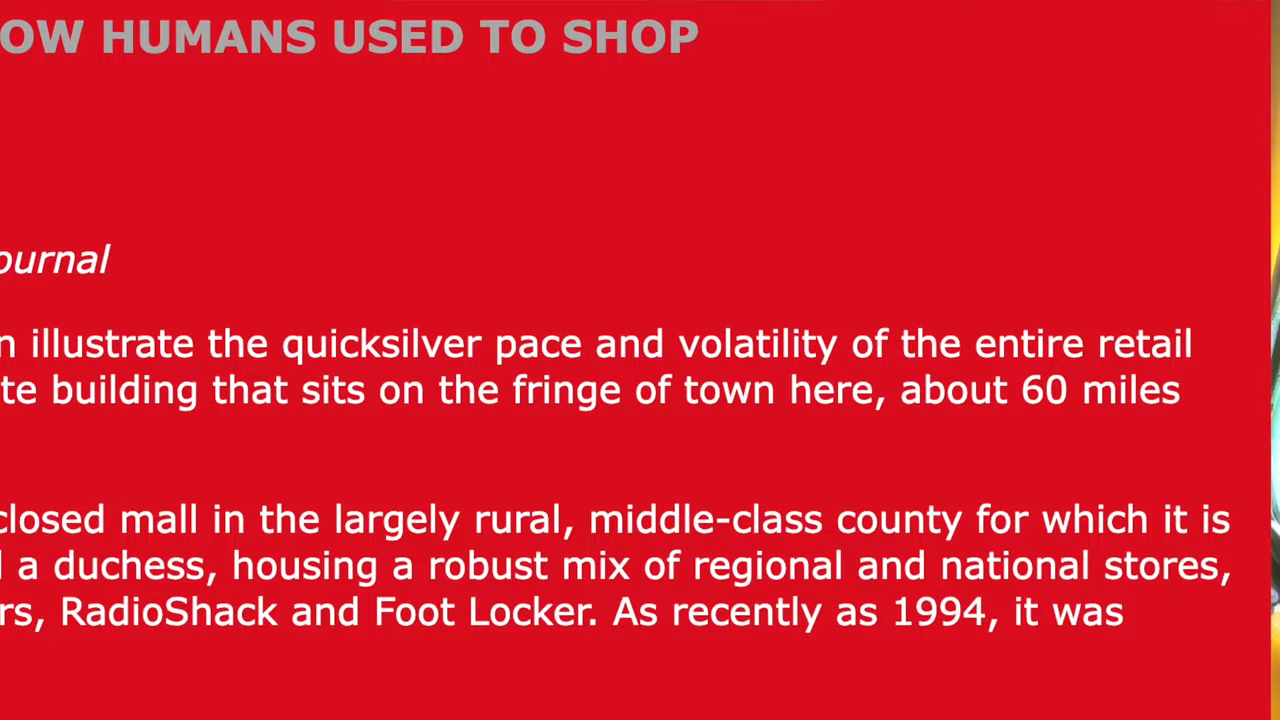 OW HUMANS USED TO SHOP
ournal
n illustrate the quicksilver pace and volatility of the entire retail
te building that sits on the fringe of town here, about 60 miles
closed mall in the largely rural, middle-class county for which it is
a duchess, housing a robust mix of regional and national stores,
rs, RadioShack and Foot Locker. As recently as 1994, it was